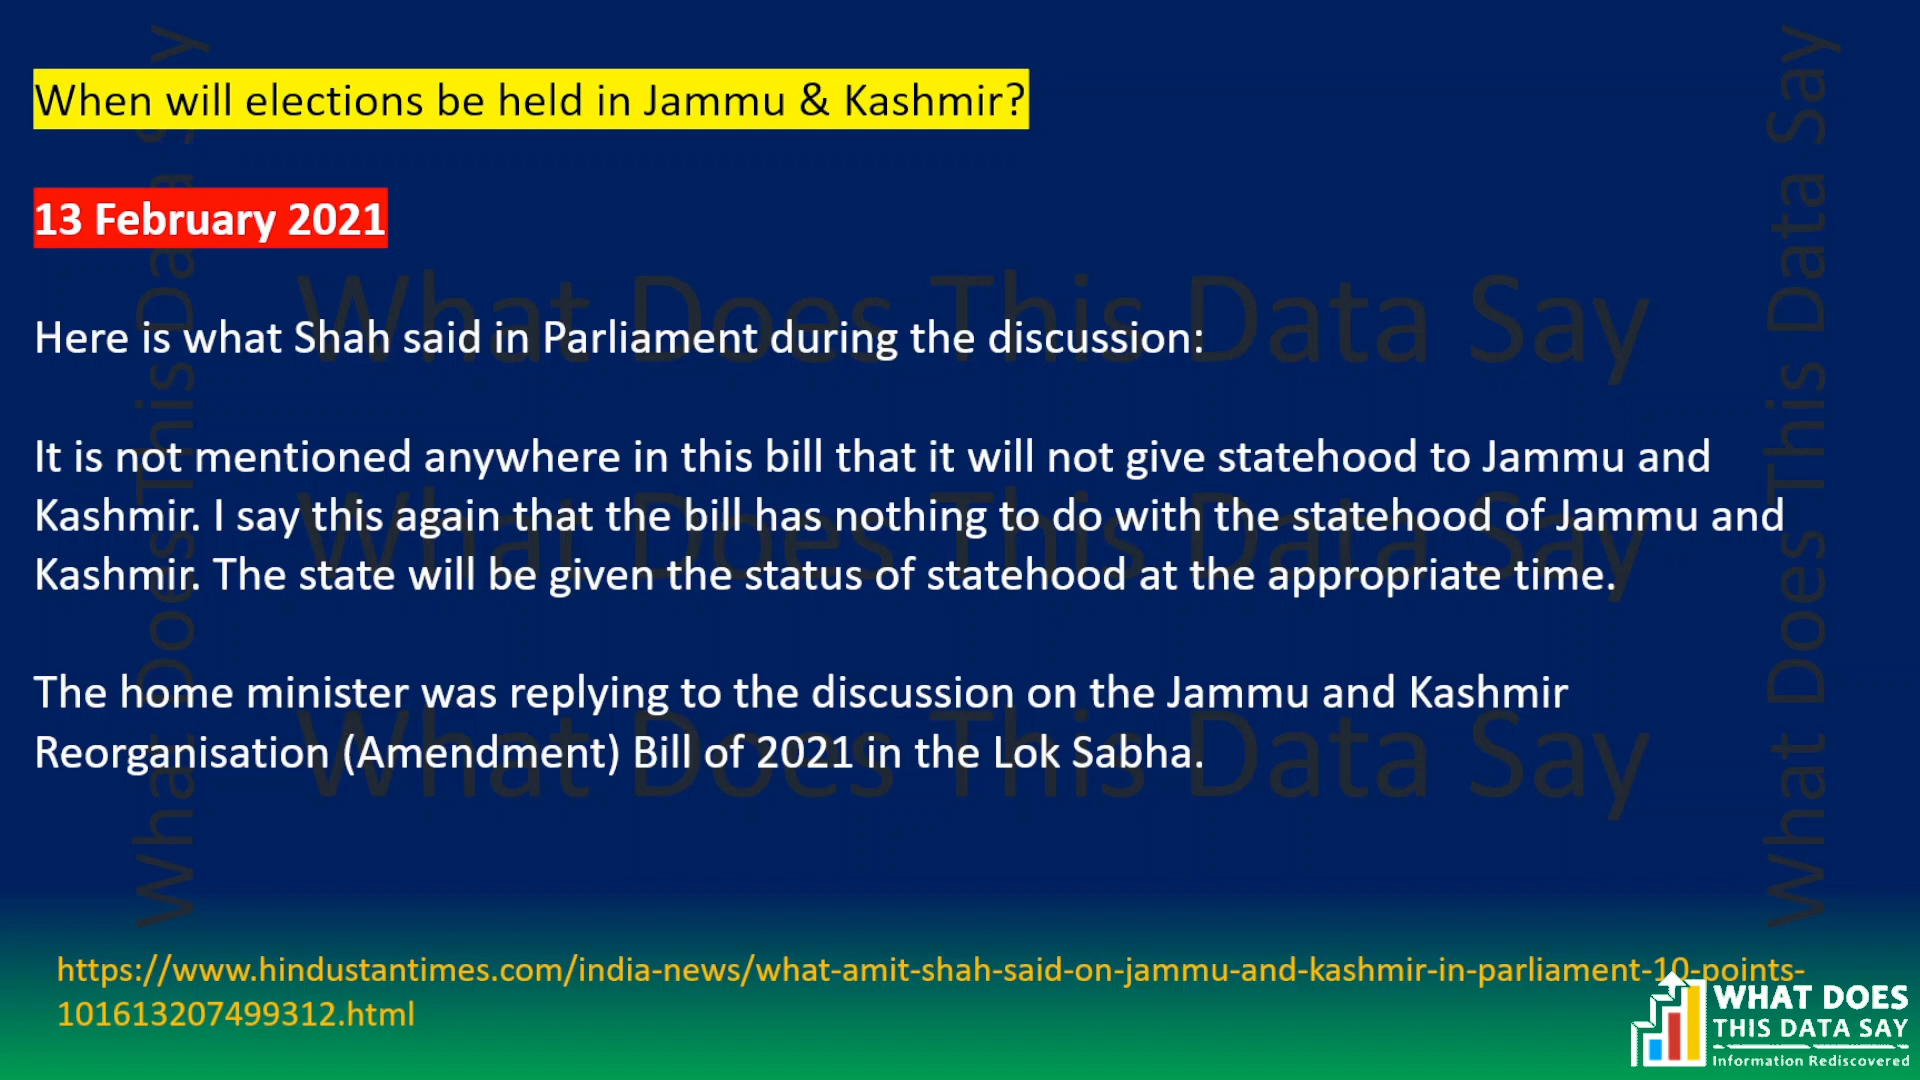 When will elections be held in Jammu & Kashmir?
13 February 2021
Here is what Shah said in Parliament during the discussion:
It is not mentioned anywhere in this bill that it will not give statehood to Jammu and
Kashmir. I say this again that the bill has nothing to do with the statehood of Jammu and
Kashmir. The state will be given the status of statehood at the appropriate time.
The home minister was replying to the discussion on the Jammu and Kashmir
Reorganisation (Amendment) Bill of 2021 in the Lok Sabha.
https://www.hindustantimes.com/india-news/what-amit-shah-said-on-jammu-and-kashmir-in-parliament-10-points-
101613207499312.html
WHAT DOES
THIS DATA SAY
Information Rediscovered
What Does This Data Say
What Does This Data Say
What Does This Data Say
What Does This Data Say
What Does This Data Say